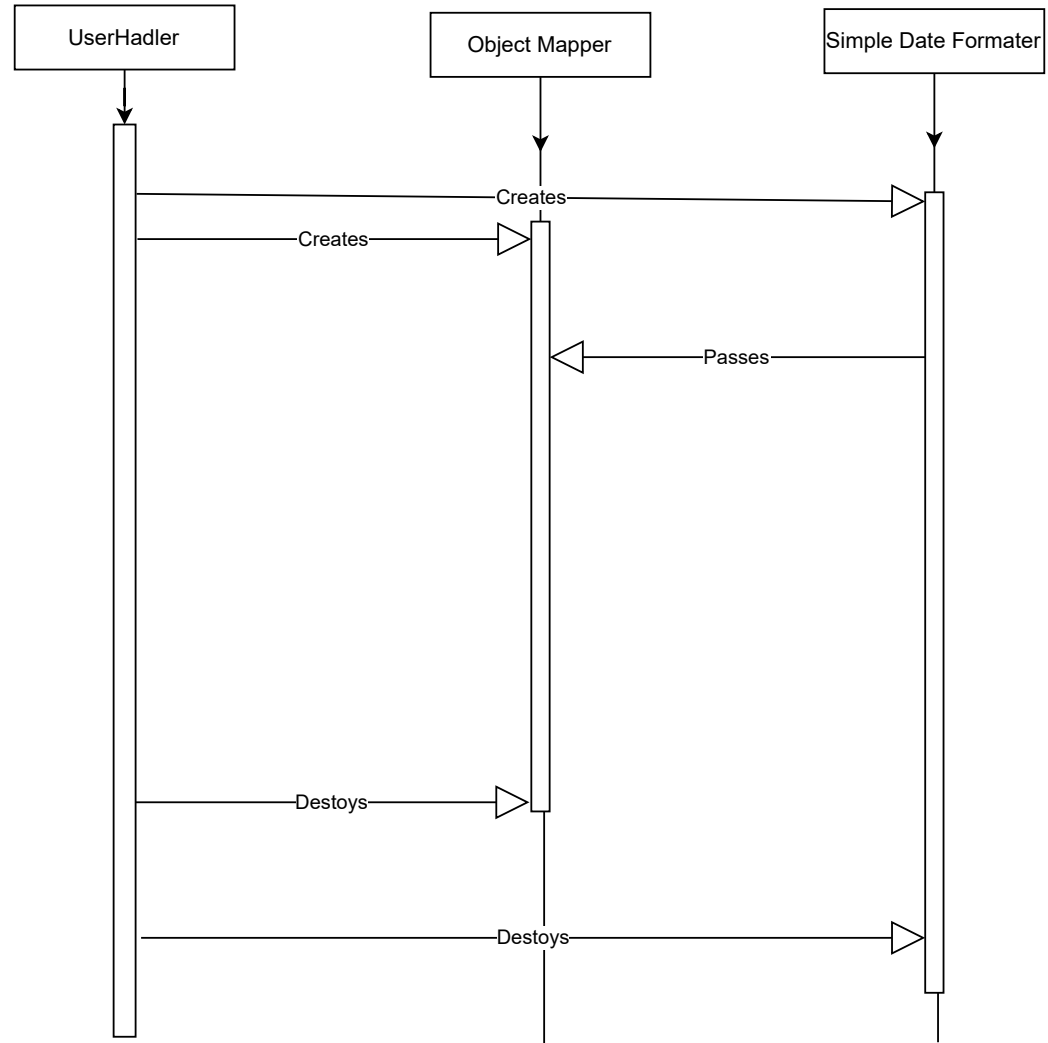 UserHadler
Object Mapper
Simple Date Formater
Creates
Creates
Passes
Destoys
Destoys